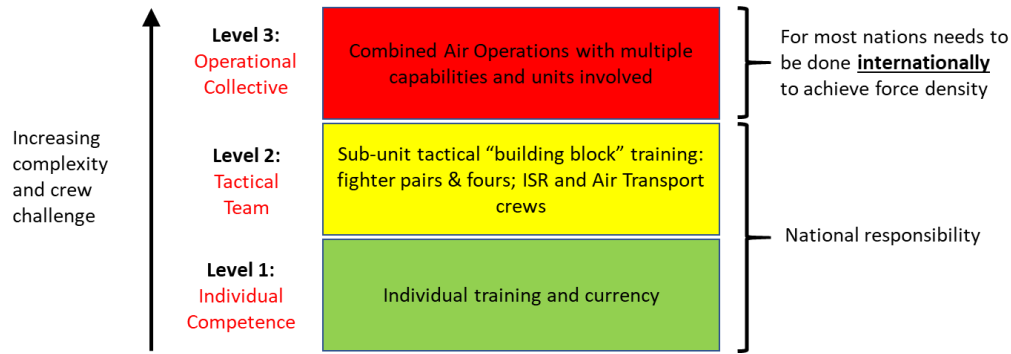 Increasing
complexity
and crew
challenge
Level 3:
Operational
Collective
Combined Air Operations with multiple
capabilities and units involved
For most nations needs to
be done internationally
to achieve force density
Level 2:
Tactical
Team
Sub-unit tactical “building block” training:
fighter pairs & fours; ISR and Air Transport
crews
National responsibility
Level 1:
Individual
Competence
Individual training and currency